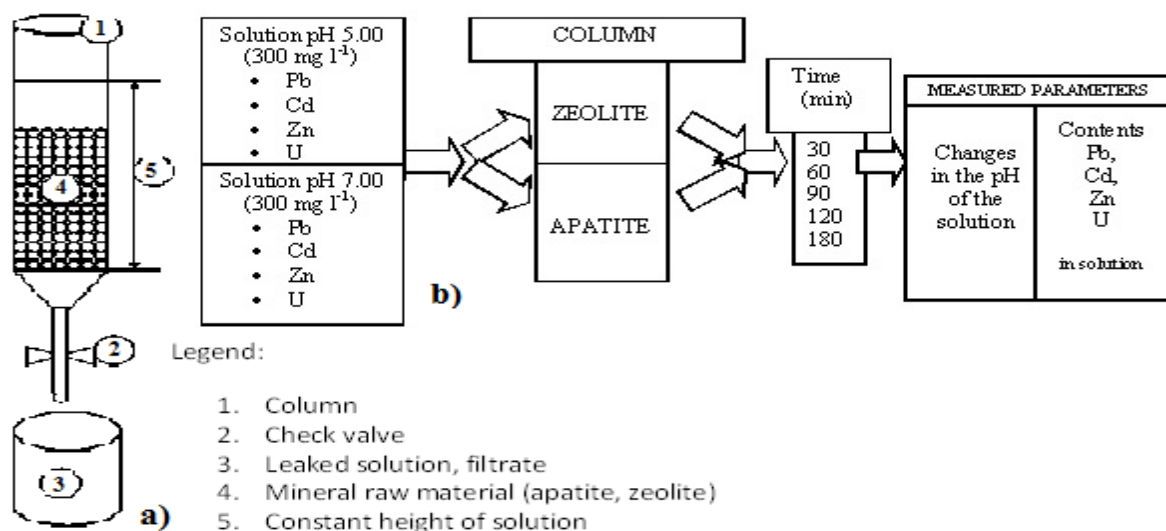 1
5
4
2
3
a)
Solution pH 5.00
(300 mg l⁻¹)
• Pb
• Cd
• Zn
• U
Solution pH 7.00
(300 mg l⁻¹)
• Pb
• Cd
• Zn
• U
b)
COLUMN
ZEOLITE
APATITE
Time
(min)
30
60
90
120
180
MEASURED PARAMETERS
Changes
in the pH
of the
solution
Contents
Pb,
Cd,
Zn
U
in solution
Legend:
1. Column
2. Check valve
3. Leaked solution, filtrate
4. Mineral raw material (apatite, zeolite)
5. Constant height of solution